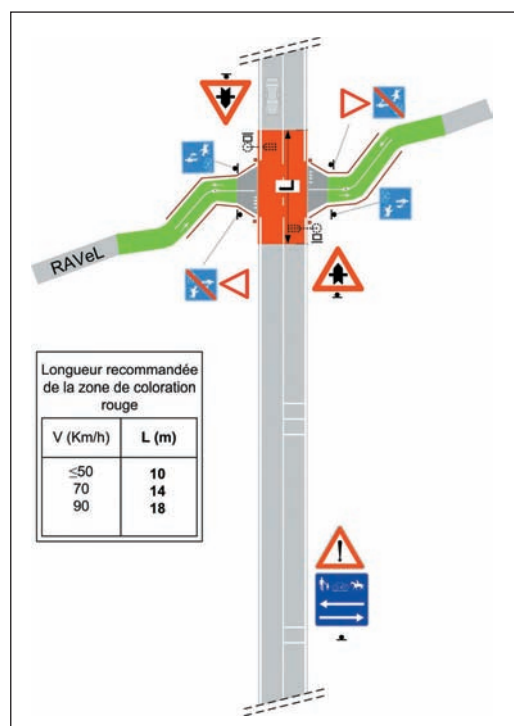 L
RAVeL
Longueur recommandée
de la zone de coloration
rouge
V (Km/h) L (m)
≤50 10
70 14
90 18
!